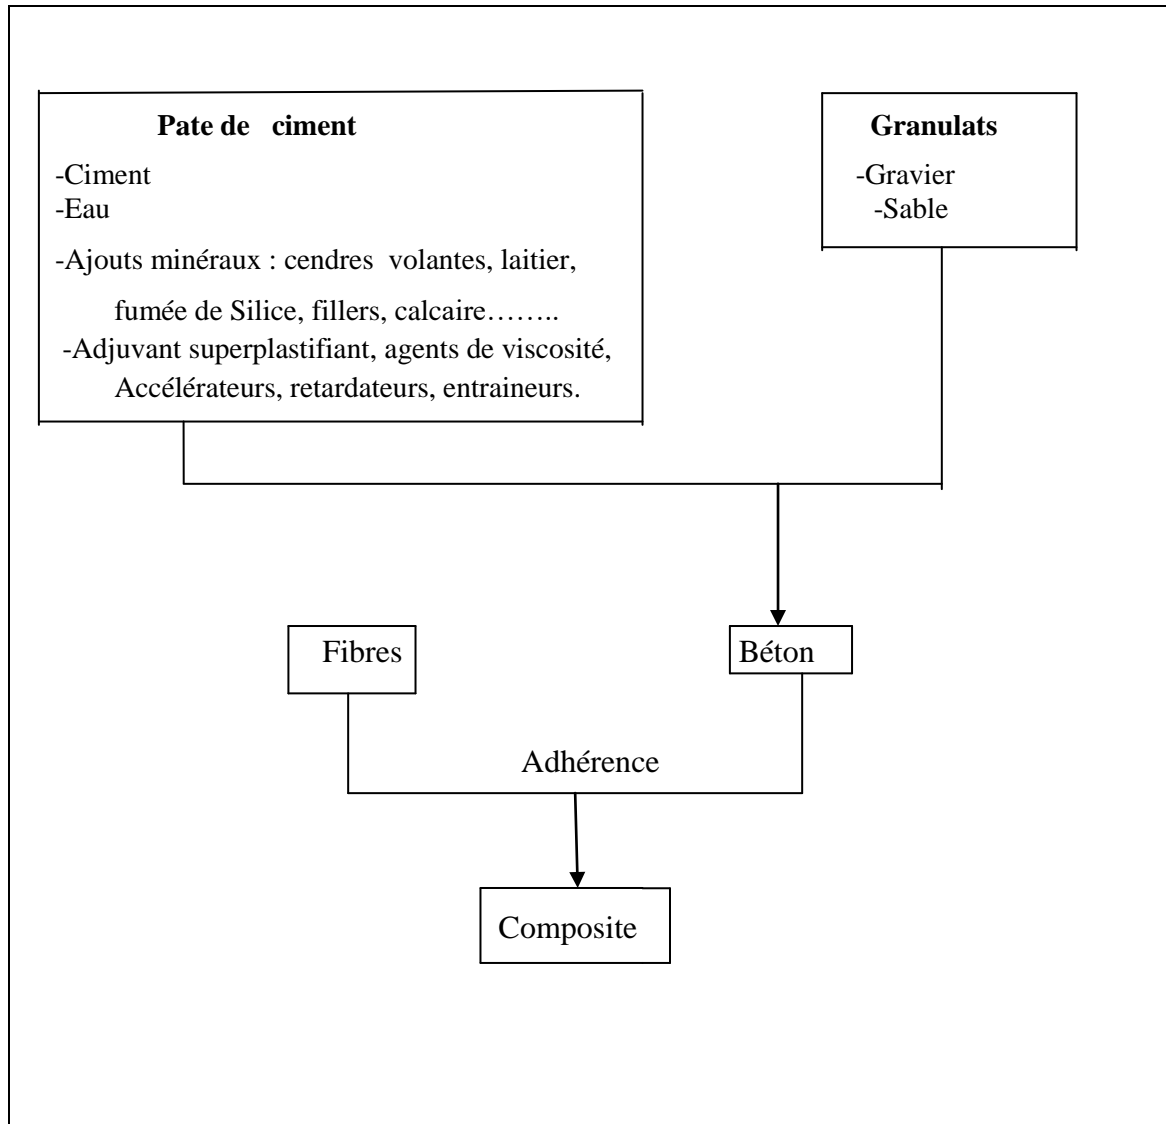 Pate de ciment
-Ciment
-Eau
-Ajouts minéraux : cendres volantes, laitier,
fumée de Silice, fillers, calcaire……..
-Adjuvant superplastifiant, agents de viscosité,
Accélérateurs, retardateurs, entraineurs.
Granulats
-Gravier
-Sable
Fibres
Béton
Adhérence
Composite